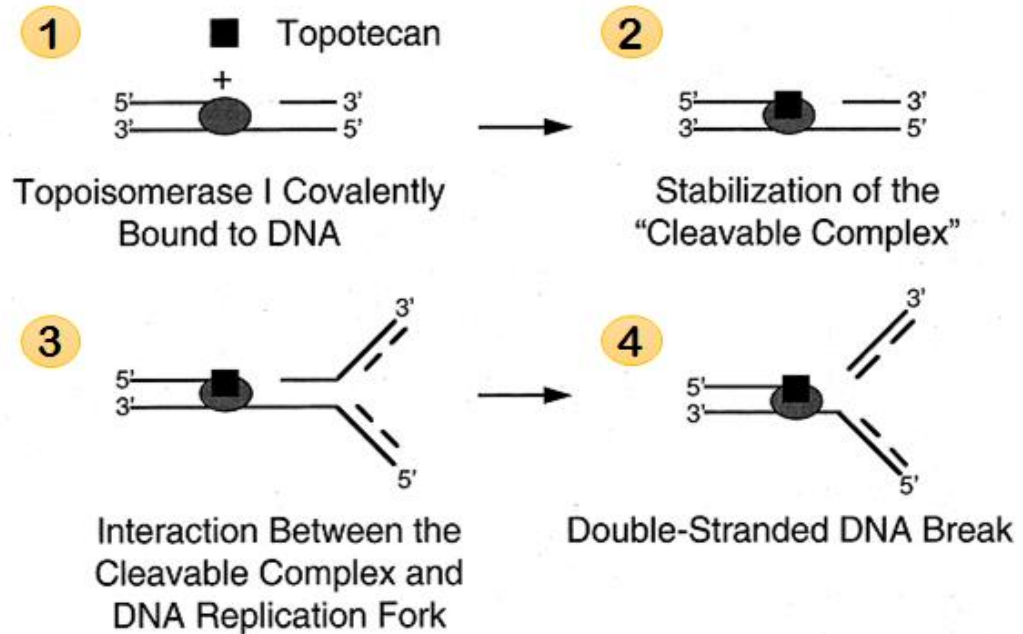 1
Topotecan
+
5' 3'
3' 5'
Topoisomerase I Covalently
Bound to DNA
2
5' 3'
3' 5'
Stabilization of the
“Cleavable Complex”
3
3'
5'
3'
5'
Interaction Between the
Cleavable Complex and
DNA Replication Fork
4
3'
5'
3'
5'
Double-Stranded DNA Break